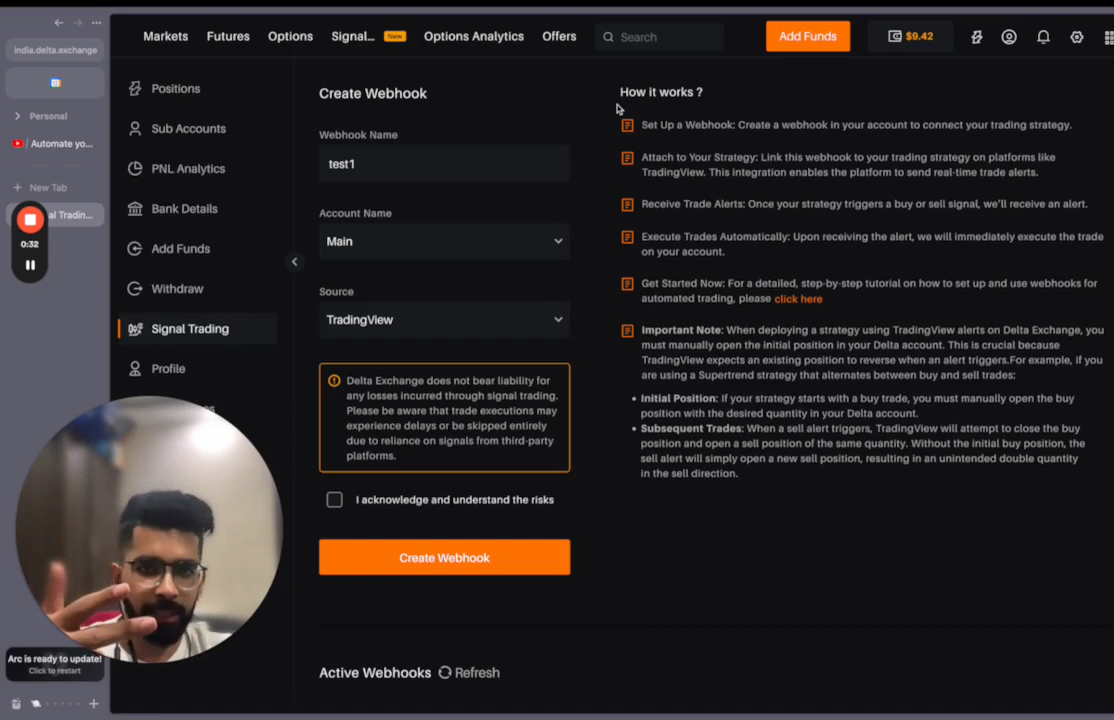 india.delta.exchange
Personal
/ Automate yo...
New Tab
al Tradin...
0:32
Arc is ready to update!
Click to restart
Markets
Futures
Options
Signal...
New
Options Analytics
Offers
Search
Add Funds
$9.42
Positions
Sub Accounts
PNL Analytics
Bank Details
Add Funds
Withdraw
Signal Trading
Profile
Create Webhook
Webhook Name
test1
Account Name
Main
Source
TradingView
Delta Exchange does not bear liability for
any losses incurred through signal trading.
Please be aware that trade executions may
experience delays or be skipped entirely
due to reliance on signals from third-party
platforms.
I acknowledge and understand the risks
Create Webhook
Active Webhooks
Refresh
How it works ?
Set Up a Webhook: Create a webhook in your account to connect your trading strategy.
Attach to Your Strategy: Link this webhook to your trading strategy on platforms like
TradingView. This integration enables the platform to send real-time trade alerts.
Receive Trade Alerts: Once your strategy triggers a buy or sell signal, we'll receive an alert.
Execute Trades Automatically: Upon receiving the alert, we will immediately execute the trade
on your account.
Get Started Now: For a detailed, step-by-step tutorial on how to set up and use webhooks for
automated trading, please click here
Important Note: When deploying a strategy using TradingView alerts on Delta Exchange, you
must manually open the initial position in your Delta account. This is crucial because
TradingView expects an existing position to reverse when an alert triggers.For example, if you
are using a Supertrend strategy that alternates between buy and sell trades:
• Initial Position: If your strategy starts with a buy trade, you must manually open the buy
position with the desired quantity in your Delta account.
• Subsequent Trades: When a sell alert triggers, TradingView will attempt to close the buy
position and open a sell position of the same quantity. Without the initial buy position, the
sell alert will simply open a new sell position, resulting in an unintended double quantity
in the sell direction.